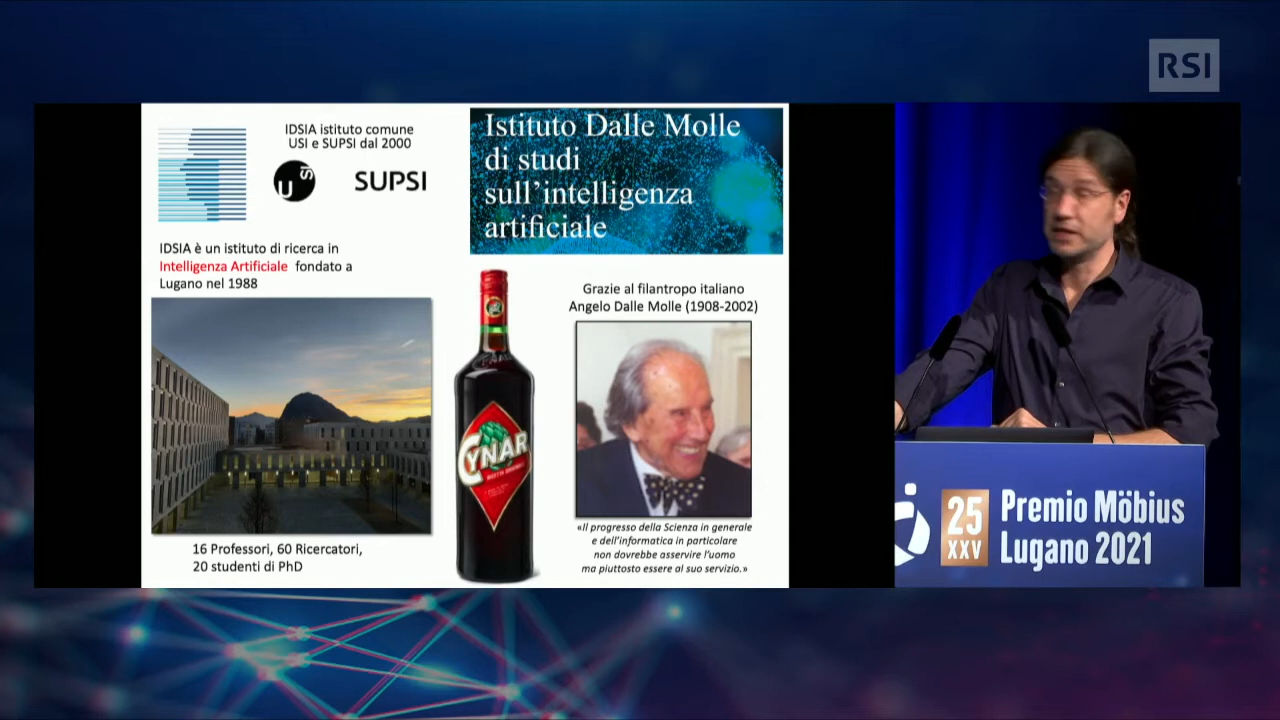 RSI
IDSIA istituto comune
USI e SUPSI dal 2000
USI
SUPSI
Istituto Dalle Molle
di studi
sull'intelligenza
artificiale
IDSIA è un istituto di ricerca in
Intelligenza Artificiale fondato a
Lugano nel 1988
16 Professori, 60 Ricercatori,
20 studenti di PhD
CYNAR
Grazie al filantropo italiano
Angelo Dalle Molle (1908-2002)
«Il progresso della Scienza in generale
e dell'informatica in particolare
non dovrebbe asservire l'uomo
ma piuttosto essere al suo servizio.»
25
XXV
Premio Möbius
Lugano 2021